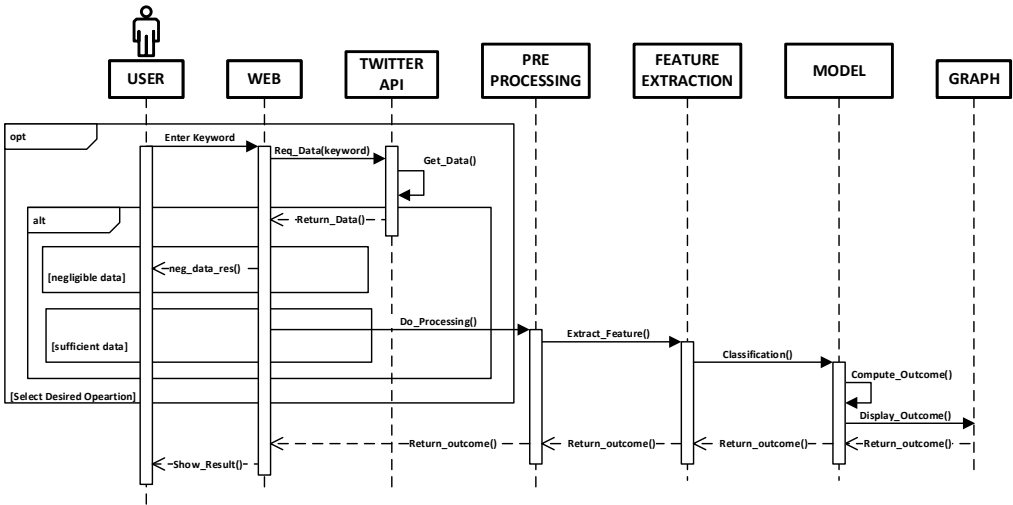 USER
WEB
TWITTER
API
PRE
PROCESSING
FEATURE
EXTRACTION
MODEL
GRAPH
opt
Enter Keyword
Req_Data(keyword)
Get_Data()
alt
Return_Data()
neg_data_res()
[negligible data]
Do_Processing()
Extract_Feature()
[sufficient data]
Classification()
Compute_Outcome()
[Select Desired Opeartion]
Display_Outcome()
Return_outcome()
Return_outcome()
Return_outcome()
Return_outcome()
Show_Result()